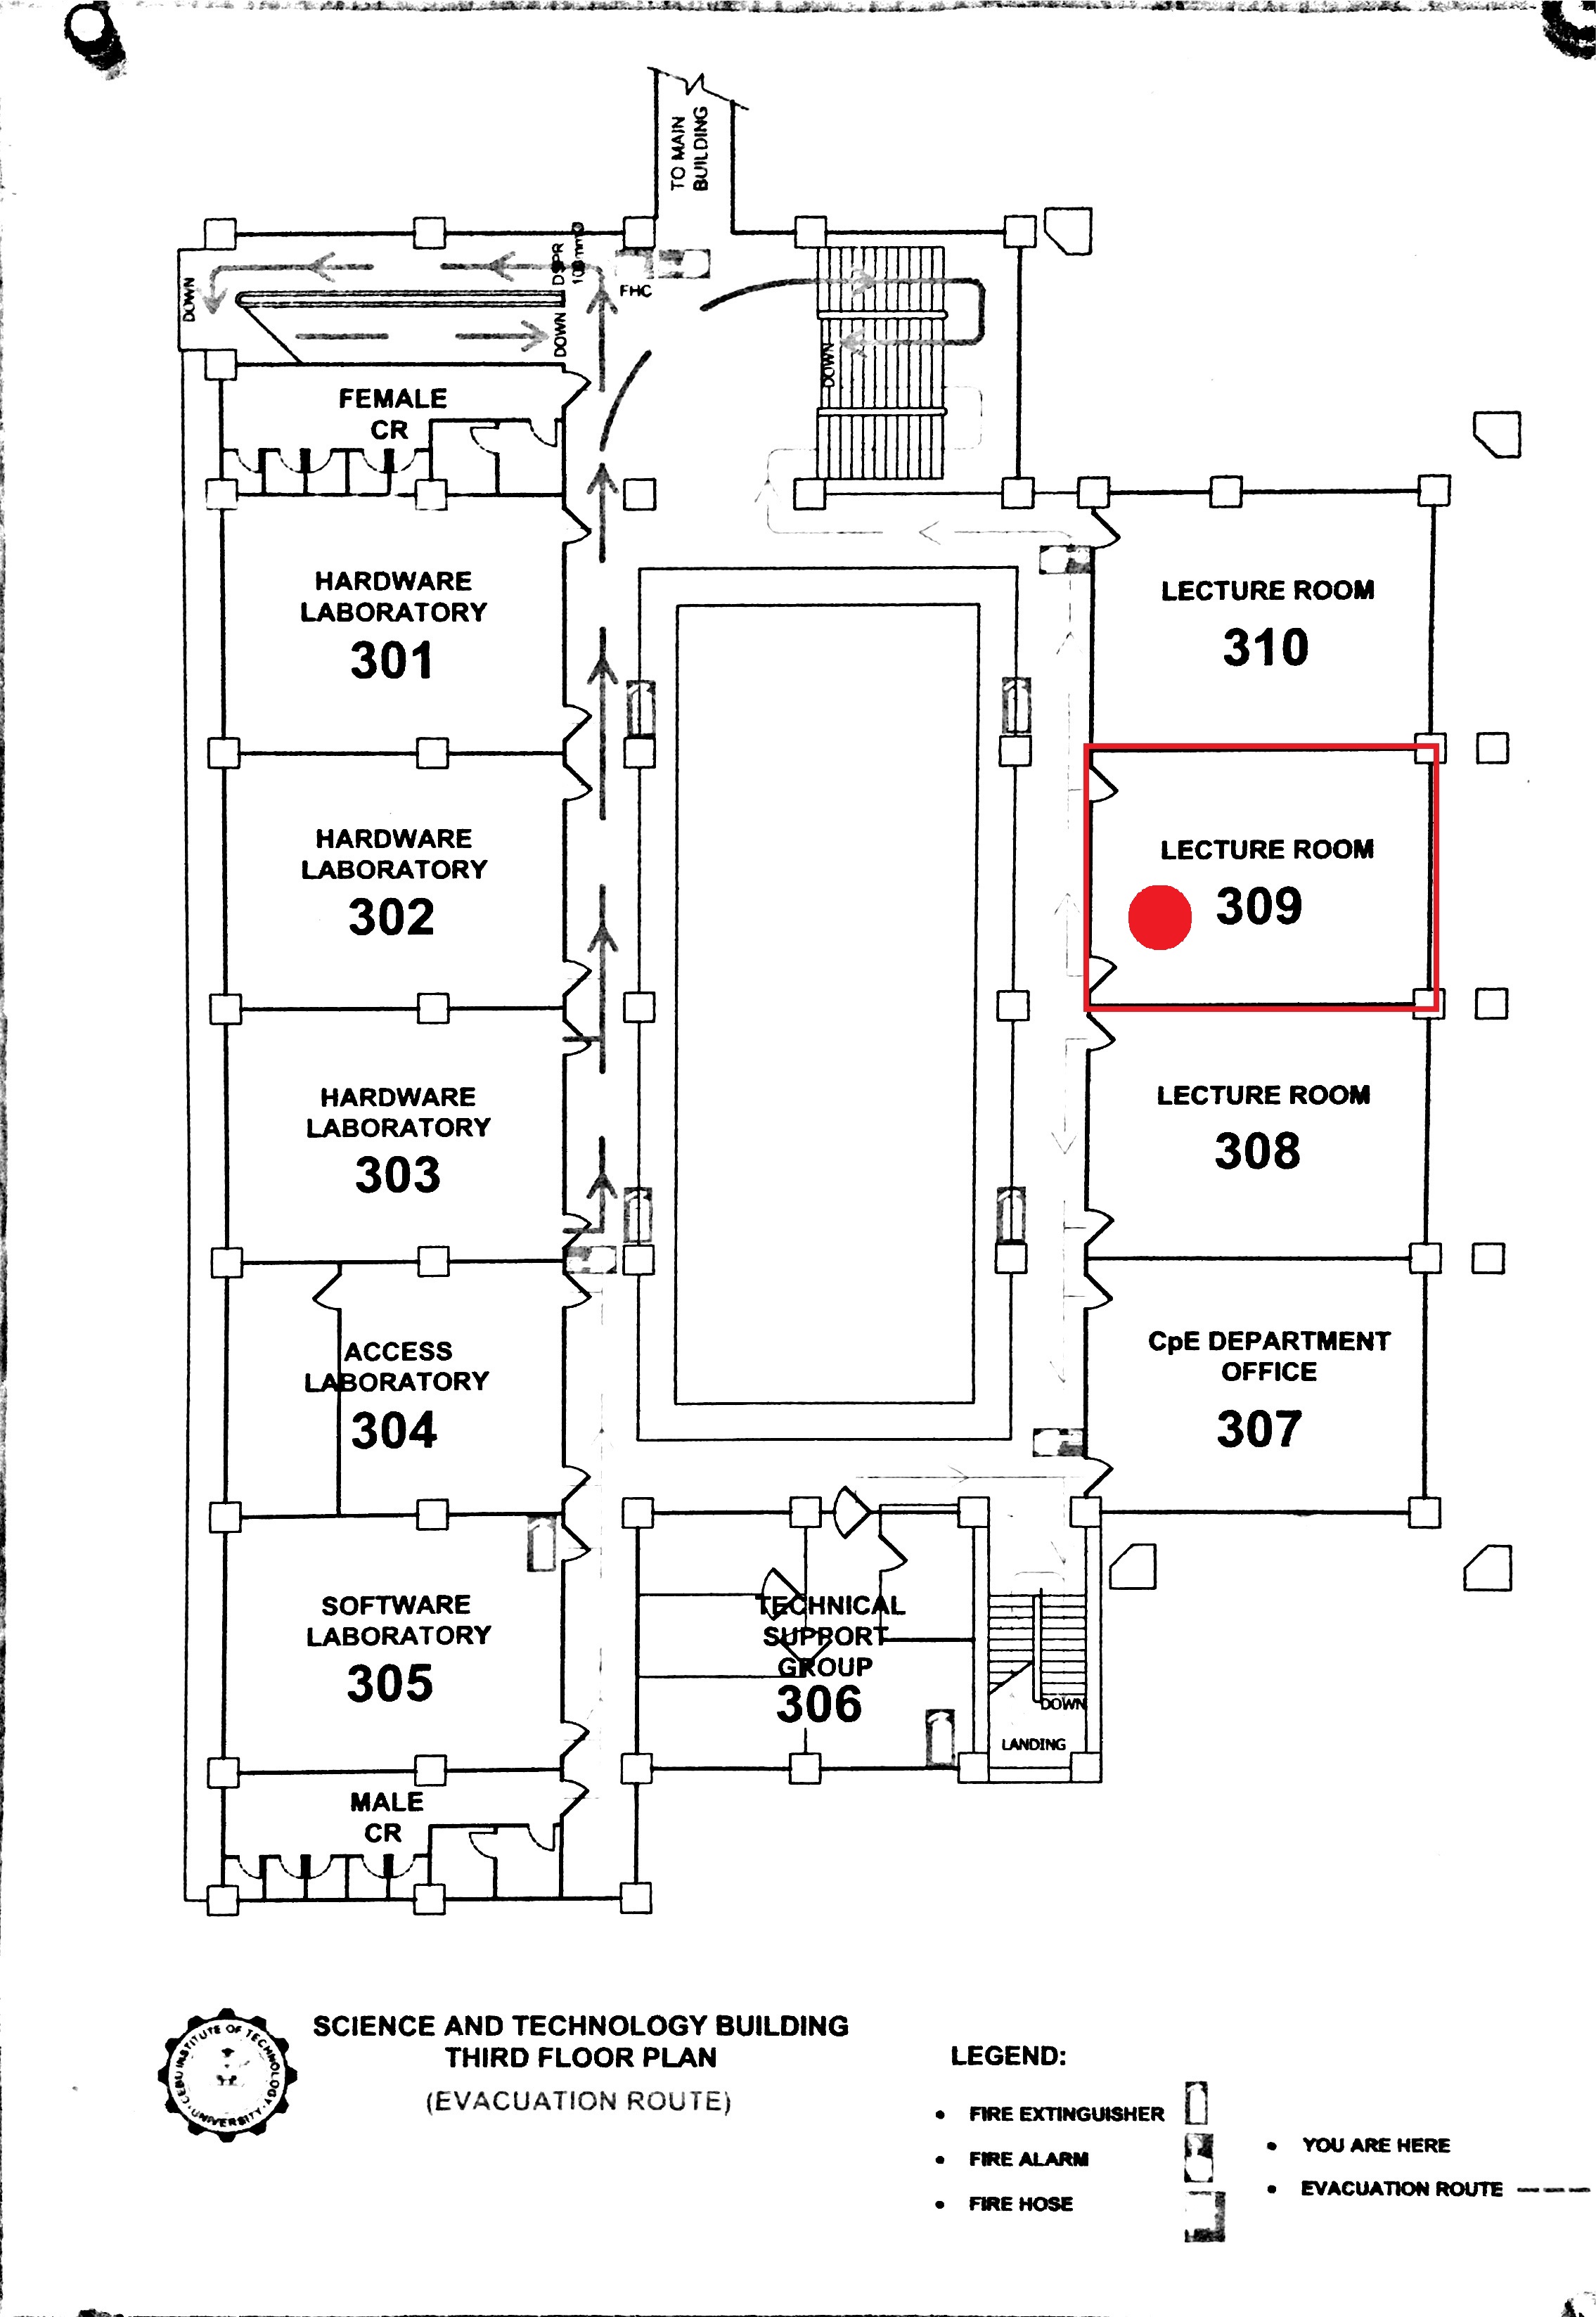 TO MAIN
BUILDING
DOWN
DSPR
100mmØ
FHC
DOWN
DOWN
FEMALE
CR
HARDWARE
LABORATORY
301
LECTURE ROOM
310
HARDWARE
LABORATORY
302
LECTURE ROOM
309
HARDWARE
LABORATORY
303
LECTURE ROOM
308
ACCESS
LABORATORY
304
CpE DEPARTMENT
OFFICE
307
SOFTWARE
LABORATORY
305
TECHNICAL
SUPPORT
GROUP
306
DOWN
LANDING
MALE
CR
CEBU INSTITUTE OF TECHNOLOGY
UNIVERSITY
SCIENCE AND TECHNOLOGY BUILDING
THIRD FLOOR PLAN
(EVACUATION ROUTE)
LEGEND:
• FIRE EXTINGUISHER
• FIRE ALARM
• FIRE HOSE
• YOU ARE HERE
• EVACUATION ROUTE